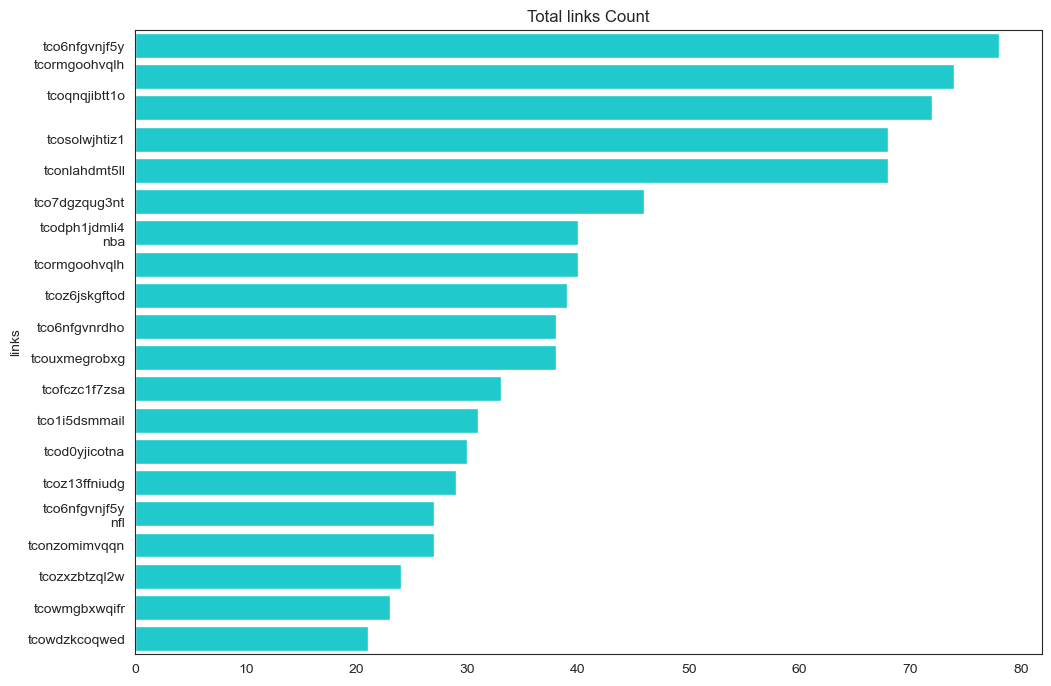 Total links Count
tco6nfgvnjf5y
tcormgoohvqlh
tcoqnqjibtt1o
tcosolwjhtiz1
tconlahdmt5ll
tco7dgzqug3nt
tcodph1jdmli4
nba
tcormgoohvqlh
tcoz6jskgftod
tco6nfgvnrdho
tcouxmegrobxg
tcofczc1f7zsa
tco1i5dsmmail
tcod0yjicotna
tcoz13ffniudg
tco6nfgvnjf5y
nfl
tconzomimvqqn
tcozxzbtzql2w
tcowmgbxwqifr
tcowdzkcoqwed
links
0 10 20 30 40 50 60 70 80